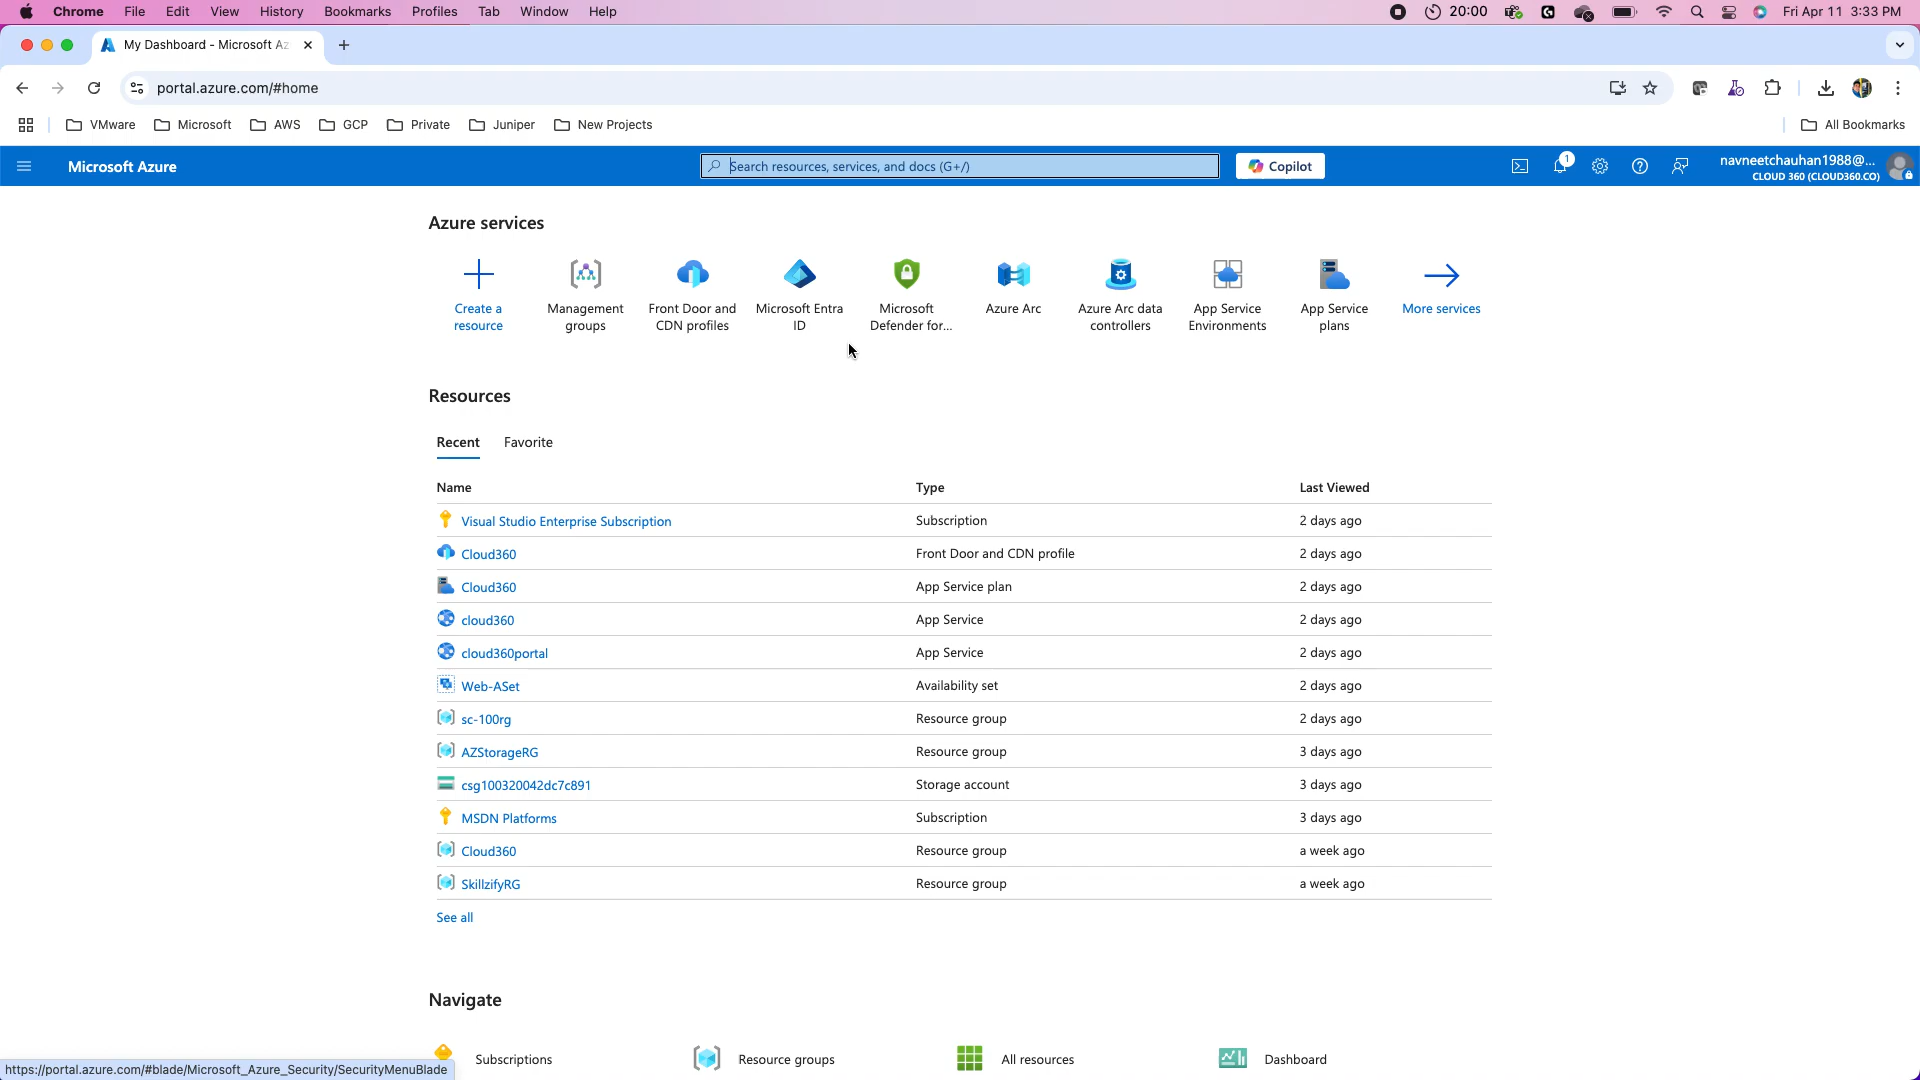 Chrome File Edit View History Bookmarks Profiles Tab Window Help 20:00 Fri Apr 11 3:33 PM
My Dashboard - Microsoft Az
portal.azure.com/#home
VMware Microsoft AWS GCP Private Juniper New Projects All Bookmarks
Microsoft Azure Search resources, services, and docs (G+/) Copilot 1 navneetchauhan1988@...
CLOUD 360 (CLOUD360.CO)
Azure services
Create a resource
Management groups
Front Door and CDN profiles
Microsoft Entra ID
Microsoft Defender for...
Azure Arc
Azure Arc data controllers
App Service Environments
App Service plans
More services
Resources
Recent Favorite
Name Type Last Viewed
Visual Studio Enterprise Subscription Subscription 2 days ago
Cloud360 Front Door and CDN profile 2 days ago
Cloud360 App Service plan 2 days ago
cloud360 App Service 2 days ago
cloud360portal App Service 2 days ago
Web-ASet Availability set 2 days ago
sc-100rg Resource group 2 days ago
AZStorageRG Resource group 3 days ago
csg100320042dc7c891 Storage account 3 days ago
MSDN Platforms Subscription 3 days ago
Cloud360 Resource group a week ago
SkillzifyRG Resource group a week ago
See all
Navigate
Subscriptions Resource groups All resources Dashboard
https://portal.azure.com/#blade/Microsoft_Azure_Security/SecurityMenuBlade